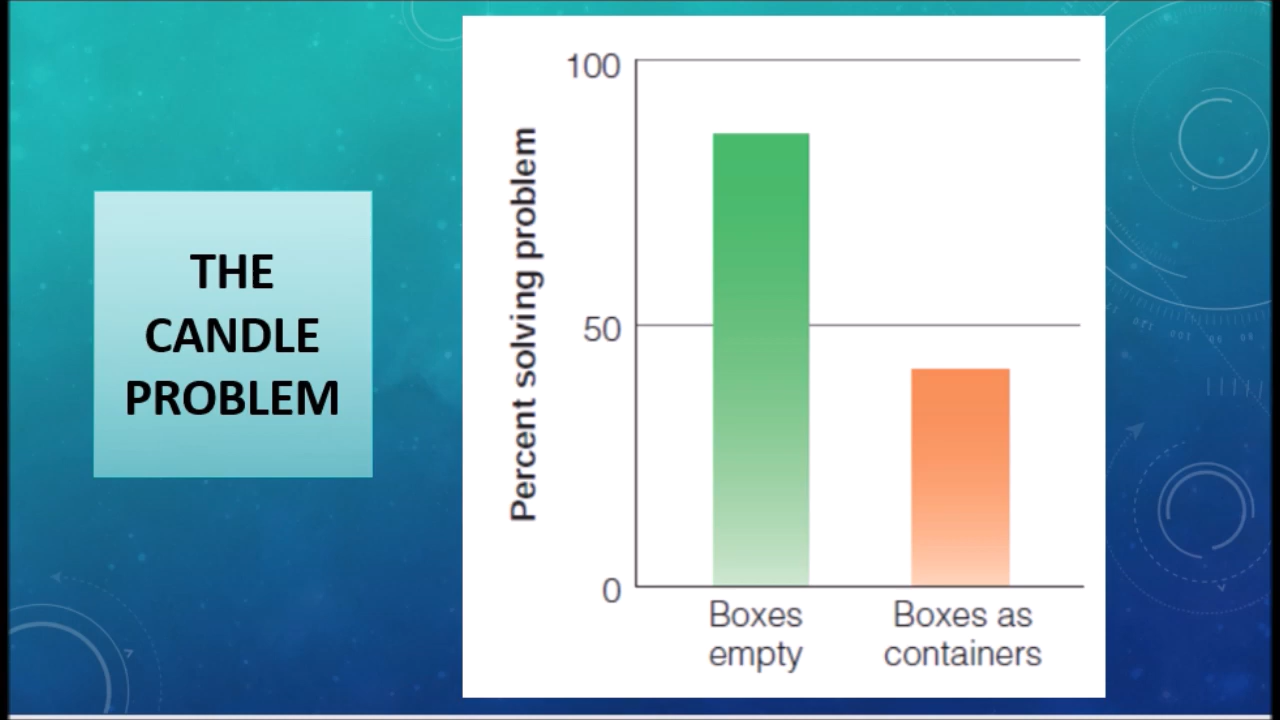 THE
CANDLE
PROBLEM
Percent solving problem
100
50
0
Boxes
empty
Boxes as
containers